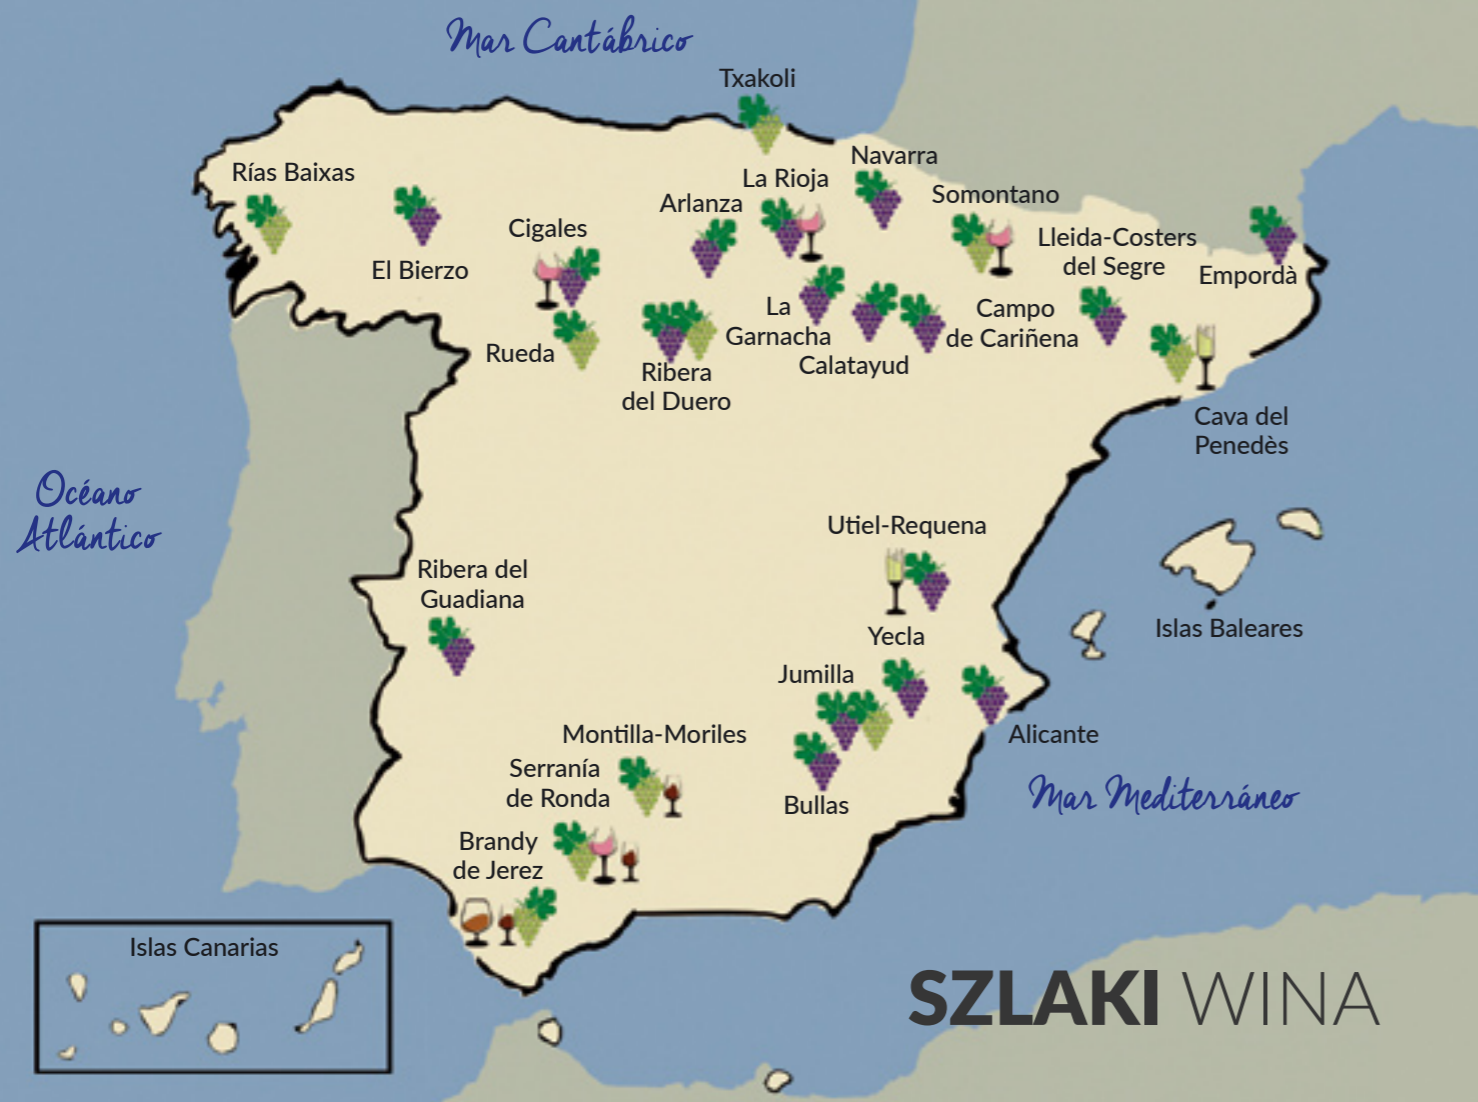 Mar Cantábrico
Txakoli
Navarra
Rías Baixas
La Rioja
Somontano
Arlanza
Cigales
Lleida-Costers
del Segre
El Bierzo
Empordà
La
Garnacha
Campo
de Cariñena
Rueda
Calatayud
Ribera
del Duero
Cava del
Penedès
Océano
Atlántico
Utiel-Requena
Ribera del
Guadiana
Yecla
Islas Baleares
Jumilla
Montilla-Moriles
Alicante
Serranía
de Ronda
Mar Mediterráneo
Bullas
Brandy
de Jerez
Islas Canarias
SZLAKI WINA